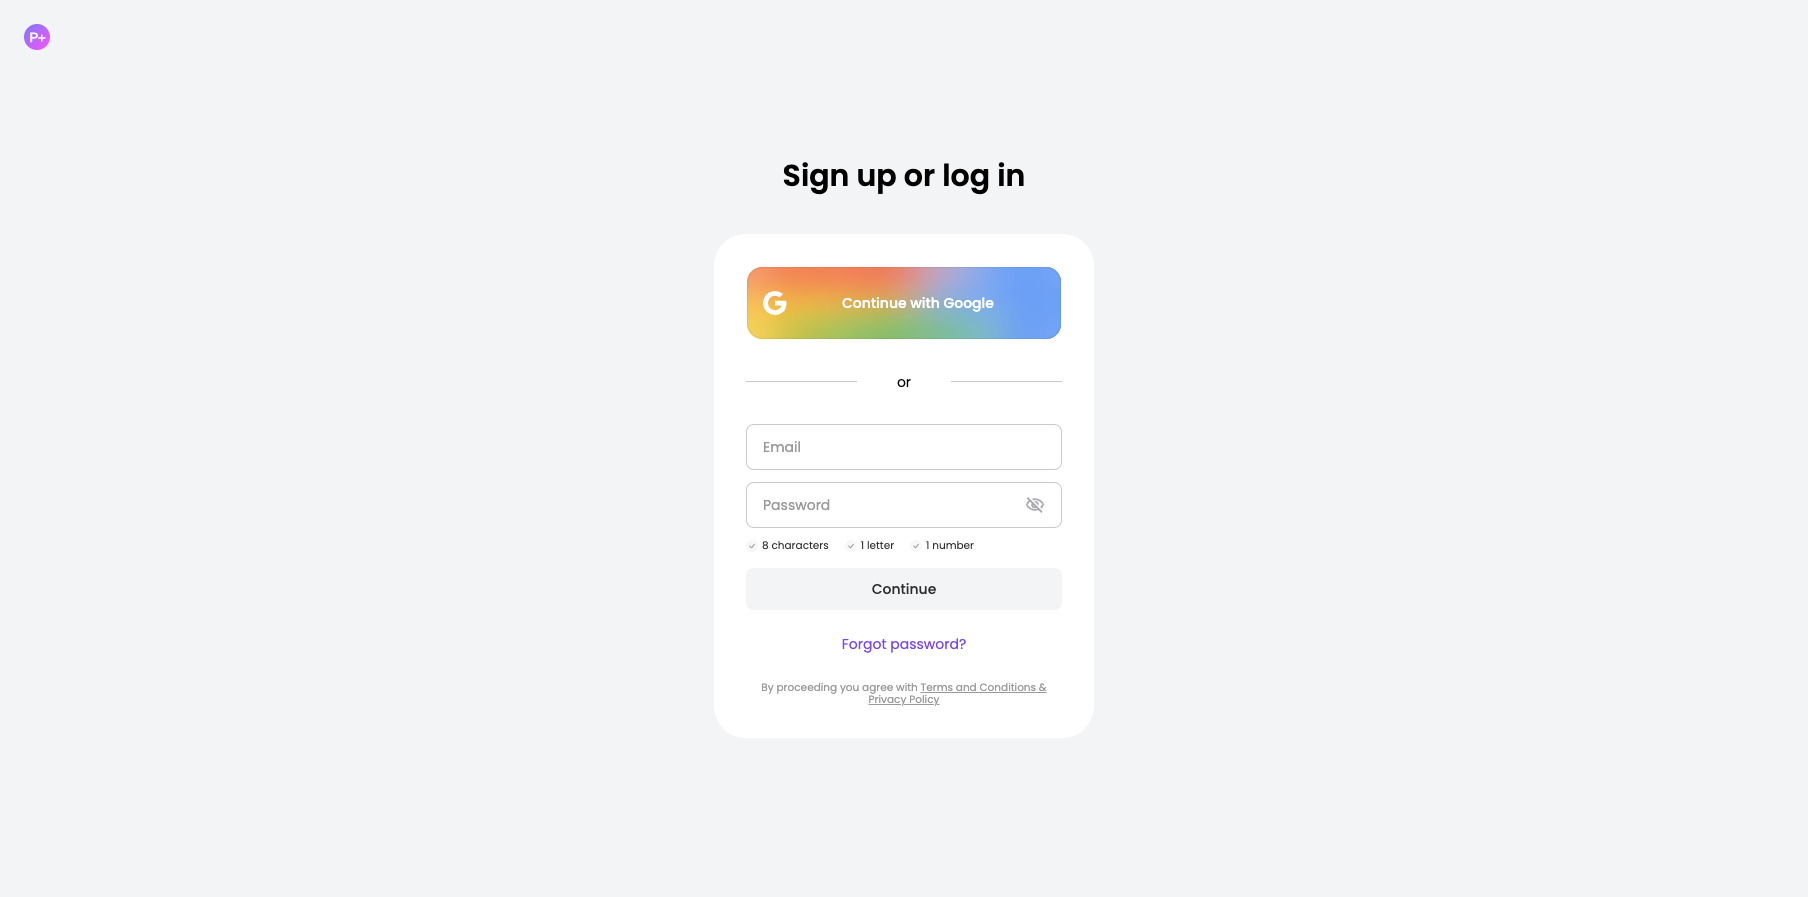 P+
Sign up or log in
Continue with Google
or
Email
Password
8 characters 1 letter 1 number
Continue
Forgot password?
By proceeding you agree with Terms and Conditions &
Privacy Policy